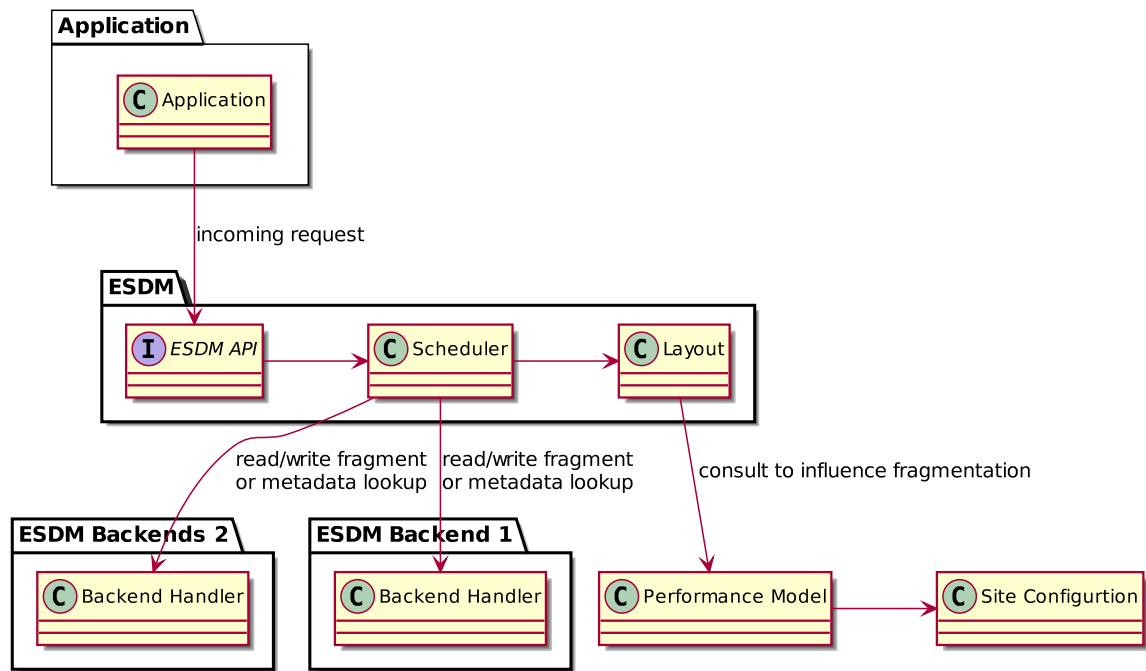 Application
C Application
incoming request
ESDM
I ESDM API
C Scheduler
C Layout
read/write fragment
or metadata lookup
read/write fragment
or metadata lookup
consult to influence fragmentation
ESDM Backends 2
ESDM Backend 1
C Backend Handler
C Backend Handler
C Performance Model
C Site Configurtion